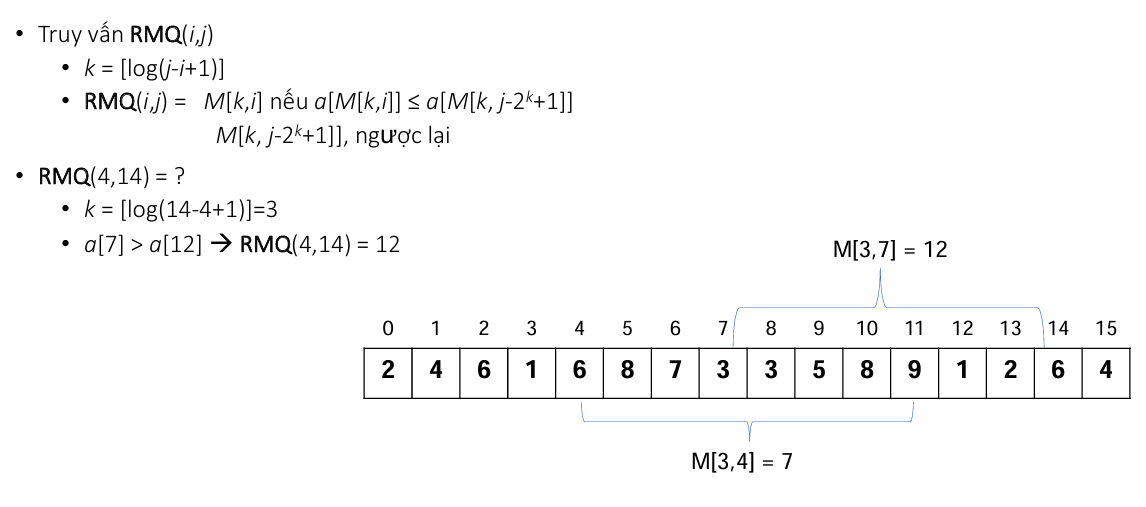 • Truy vấn RMQ(i,j)
• k = [log(j-i+1)]
• RMQ(i,j) = M[k,i] nếu a[M[k,i]] ≤ a[M[k, j-2ᵏ+1]]
M[k, j-2ᵏ+1]], ngược lại
• RMQ(4,14) = ?
• k = [log(14-4+1)]=3
• a[7] > a[12] → RMQ(4,14) = 12
M[3,7] = 12
0 1 2 3 4 5 6 7 8 9 10 11 12 13 14 15
2 4 6 1 6 8 7 3 3 5 8 9 1 2 6 4
M[3,4] = 7